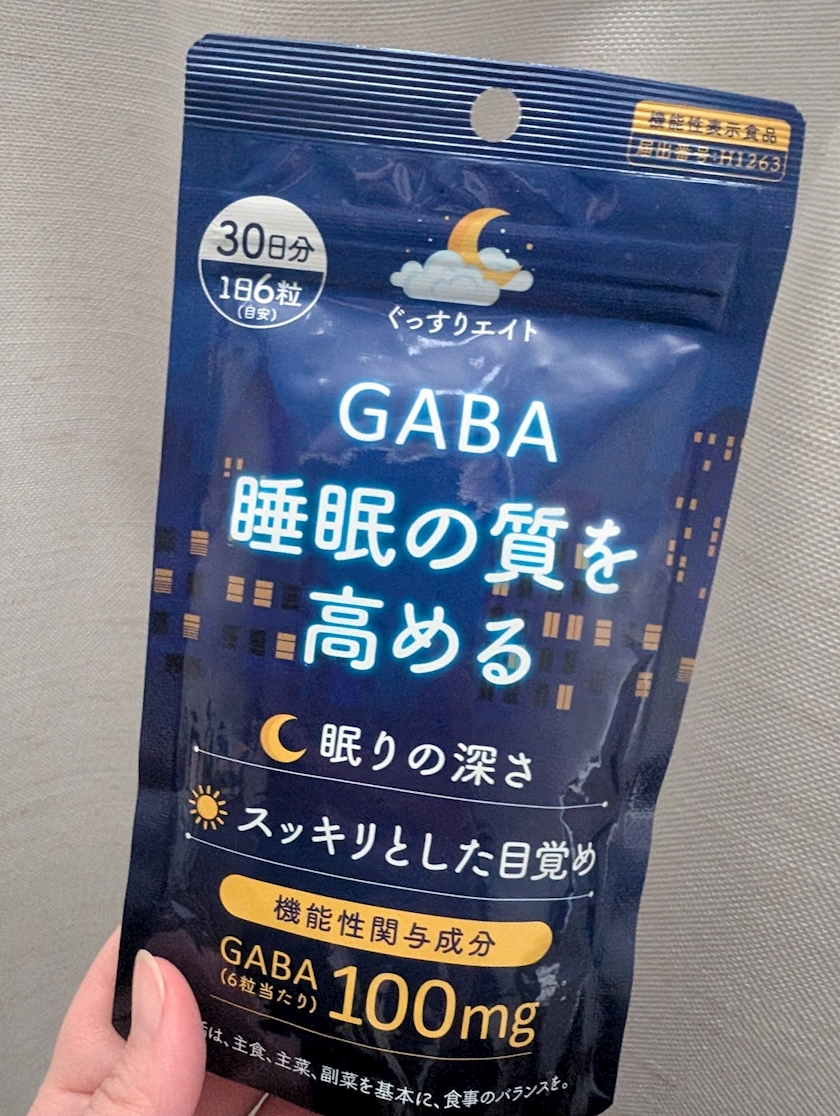 機能性表示食品
届出番号:H1263
30日分
1日6粒
(目安)
ぐっすりエイト
GABA
睡眠の質を
高める
眠りの深さ
スッキリとした目覚め
機能性関与成分
GABA
(6粒当たり)
100mg
活は、主食、主菜、副菜を基本に、食事のバランスを。